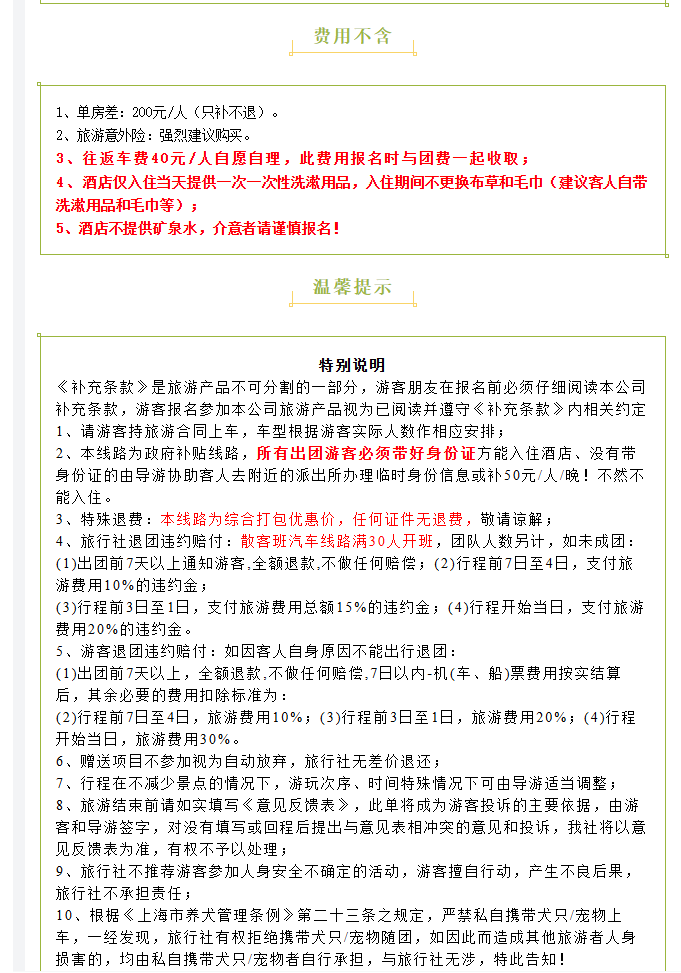 费用不含
1、单房差：200元/人（只补不退）。
2、旅游意外险：强烈建议购买。
3、往返车费40元/人自愿自理，此费用报名时与团费一起收取；
4、酒店仅入住当天提供一次一次性洗漱用品，入住期间不更换布草和毛巾（建议客人自带
洗漱用品和毛巾等）；
5、酒店不提供矿泉水，介意者请谨慎报名！
温馨提示
特别说明
《补充条款》是旅游产品不可分割的一部分，游客朋友在报名前必须仔细阅读本公司
补充条款，游客报名参加本公司旅游产品视为已阅读并遵守《补充条款》内相关约定
1、请游客持旅游合同上车，车型根据游客实际人数作相应安排；
2、本线路为政府补贴线路，所有出团游客必须带好身份证方能入住酒店、没有带
身份证的由导游协助客人去附近的派出所办理临时身份信息或补50元/人/晚！不然不
能入住。
3、特殊退费：本线路为综合打包优惠价，任何证件无退费，敬请谅解；
4、旅行社退团违约赔付：散客班汽车线路满30人开班，团队人数另计，如未成团：
(1)出团前7天以上通知游客,全额退款,不做任何赔偿；(2)行程前7日至4日，支付旅
游费用10%的违约金；
(3)行程前3日至1日，支付旅游费用总额15%的违约金；(4)行程开始当日，支付旅游
费用20%的违约金。
5、游客退团违约赔付：如因客人自身原因不能出行退团：
(1)出团前7天以上，全额退款,不做任何赔偿,7日以内-机(车、船)票费用按实结算
后，其余必要的费用扣除标准为：
(2)行程前7日至4日，旅游费用10%；(3)行程前3日至1日，旅游费用20%；(4)行程
开始当日，旅游费用30%。
6、赠送项目不参加视为自动放弃，旅行社无差价退还；
7、行程在不减少景点的情况下，游玩次序、时间特殊情况下可由导游适当调整；
8、旅游结束前请如实填写《意见反馈表》，此单将成为游客投诉的主要依据，由游
客和导游签字，对没有填写或回程后提出与意见表相冲突的意见和投诉，我社将以意
见反馈表为准，有权不予以处理；
9、旅行社不推荐游客参加人身安全不确定的活动，游客擅自行动，产生不良后果，
旅行社不承担责任；
10、根据《上海市养犬管理条例》第二十三条之规定，严禁私自携带犬只/宠物上
车，一经发现，旅行社有权拒绝携带犬只/宠物随团，如因此而造成其他旅游者人身
损害的，均由私自携带犬只/宠物者自行承担，与旅行社无涉，特此告知！